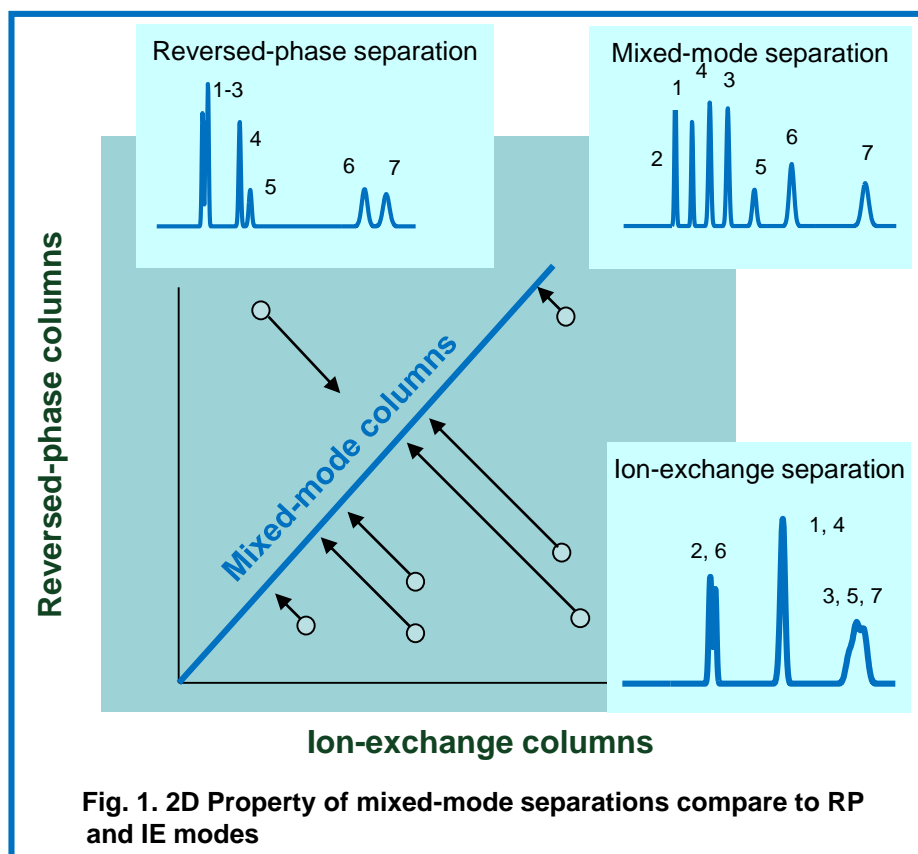 Reversed-phase separation
1-3
4
5
6
7
Mixed-mode separation
1
4
3
2
5
6
7
Reversed-phase columns
Mixed-mode columns
Ion-exchange separation
2, 6
1, 4
3, 5, 7
Ion-exchange columns
Fig. 1. 2D Property of mixed-mode separations compare to RP
and IE modes